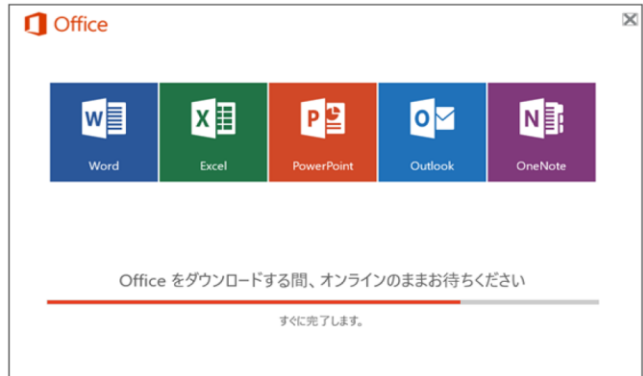 Office
Word
Excel
PowerPoint
Outlook
OneNote
Office をダウンロードする間、オンラインのままお待ちください
すぐに完了します。